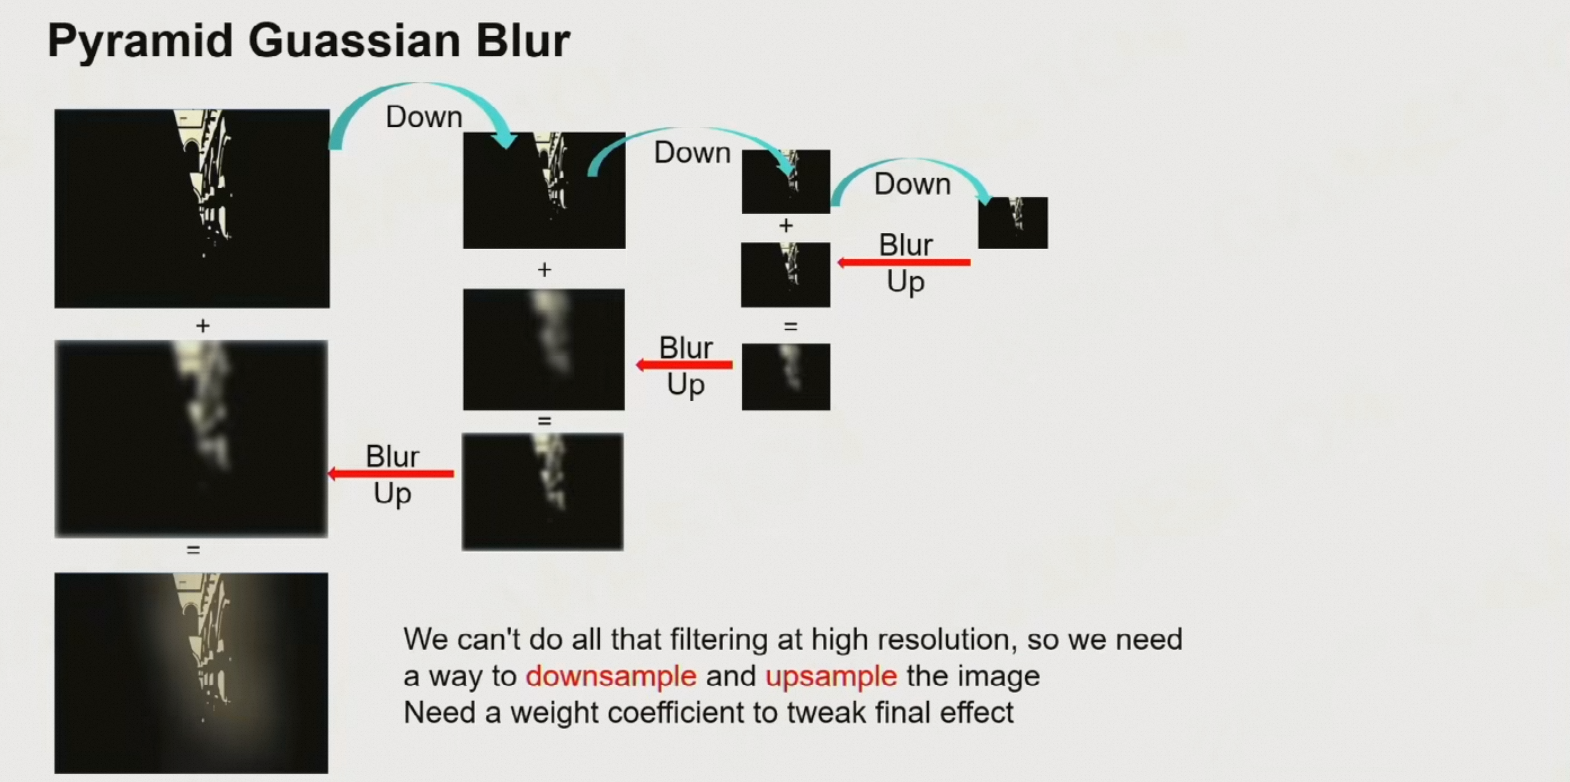 Pyramid Guassian Blur
Down
Down
Down
+
Blur
Up
+
=
+
Blur
Up
=
Blur
Up
=
We can't do all that filtering at high resolution, so we need
a way to downsample and upsample the image
Need a weight coefficient to tweak final effect